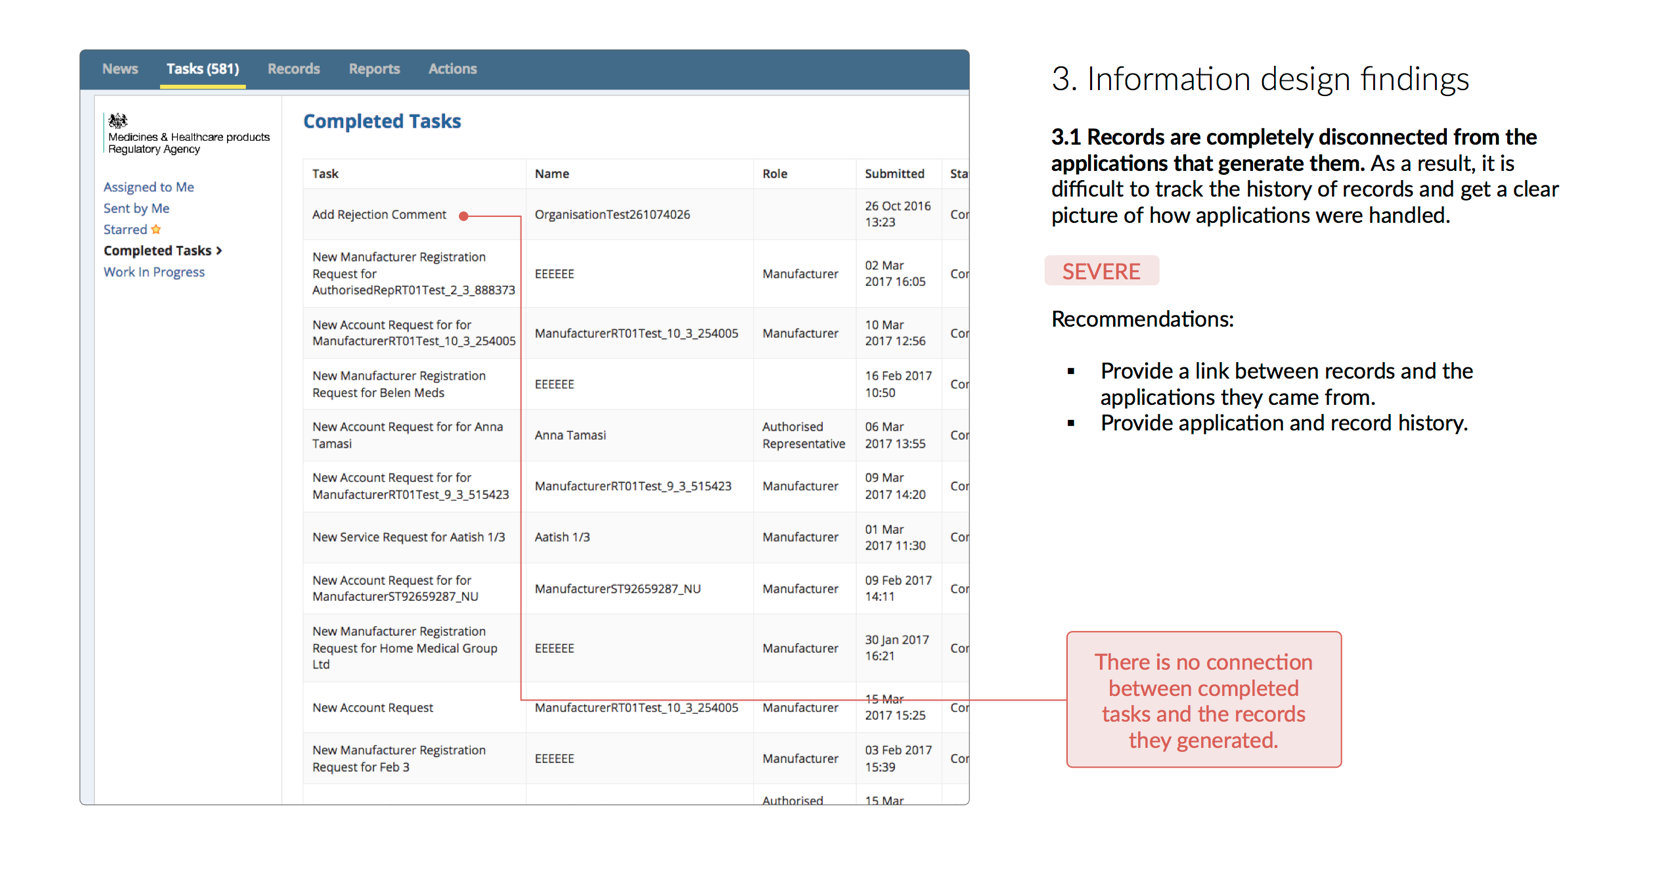 News Tasks (581) Records Reports Actions
Medicines & Healthcare products
Regulatory Agency
Assigned to Me
Sent by Me
Starred
Completed Tasks >
Work In Progress
Completed Tasks
Task Name Role Submitted Sta
Add Rejection Comment OrganisationTest261074026 26 Oct 2016
13:23 Cor
New Manufacturer Registration
Request for
AuthorisedRepRT01Test_2_3_888373 EEEEEE Manufacturer 02 Mar
2017 16:05 Cor
New Account Request for for
ManufacturerRT01Test_10_3_254005 ManufacturerRT01Test_10_3_254005 Manufacturer 10 Mar
2017 12:56 Cor
New Manufacturer Registration
Request for Belen Meds EEEEEE 16 Feb 2017
10:50 Cor
New Account Request for for Anna
Tamasi Anna Tamasi Authorised
Representative 06 Mar
2017 13:55 Cor
New Account Request for for
ManufacturerRT01Test_9_3_515423 ManufacturerRT01Test_9_3_515423 Manufacturer 09 Mar
2017 14:20 Cor
New Service Request for Aatish 1/3 Aatish 1/3 Manufacturer 01 Mar
2017 11:30 Cor
New Account Request for for
ManufacturerST92659287_NU ManufacturerST92659287_NU Manufacturer 09 Feb 2017
14:11 Cor
New Manufacturer Registration
Request for Home Medical Group
Ltd EEEEEE Manufacturer 30 Jan 2017
16:21 Cor
New Account Request ManufacturerRT01Test_10_3_254005 Manufacturer 15 Mar
2017 15:25 Cor
New Manufacturer Registration
Request for Feb 3 EEEEEE Manufacturer 03 Feb 2017
15:39 Cor
Authorised 15 Mar
3. Information design findings
3.1 Records are completely disconnected from the
applications that generate them. As a result, it is
difficult to track the history of records and get a clear
picture of how applications were handled.
SEVERE
Recommendations:
▪ Provide a link between records and the
applications they came from.
▪ Provide application and record history.
There is no connection
between completed
tasks and the records
they generated.